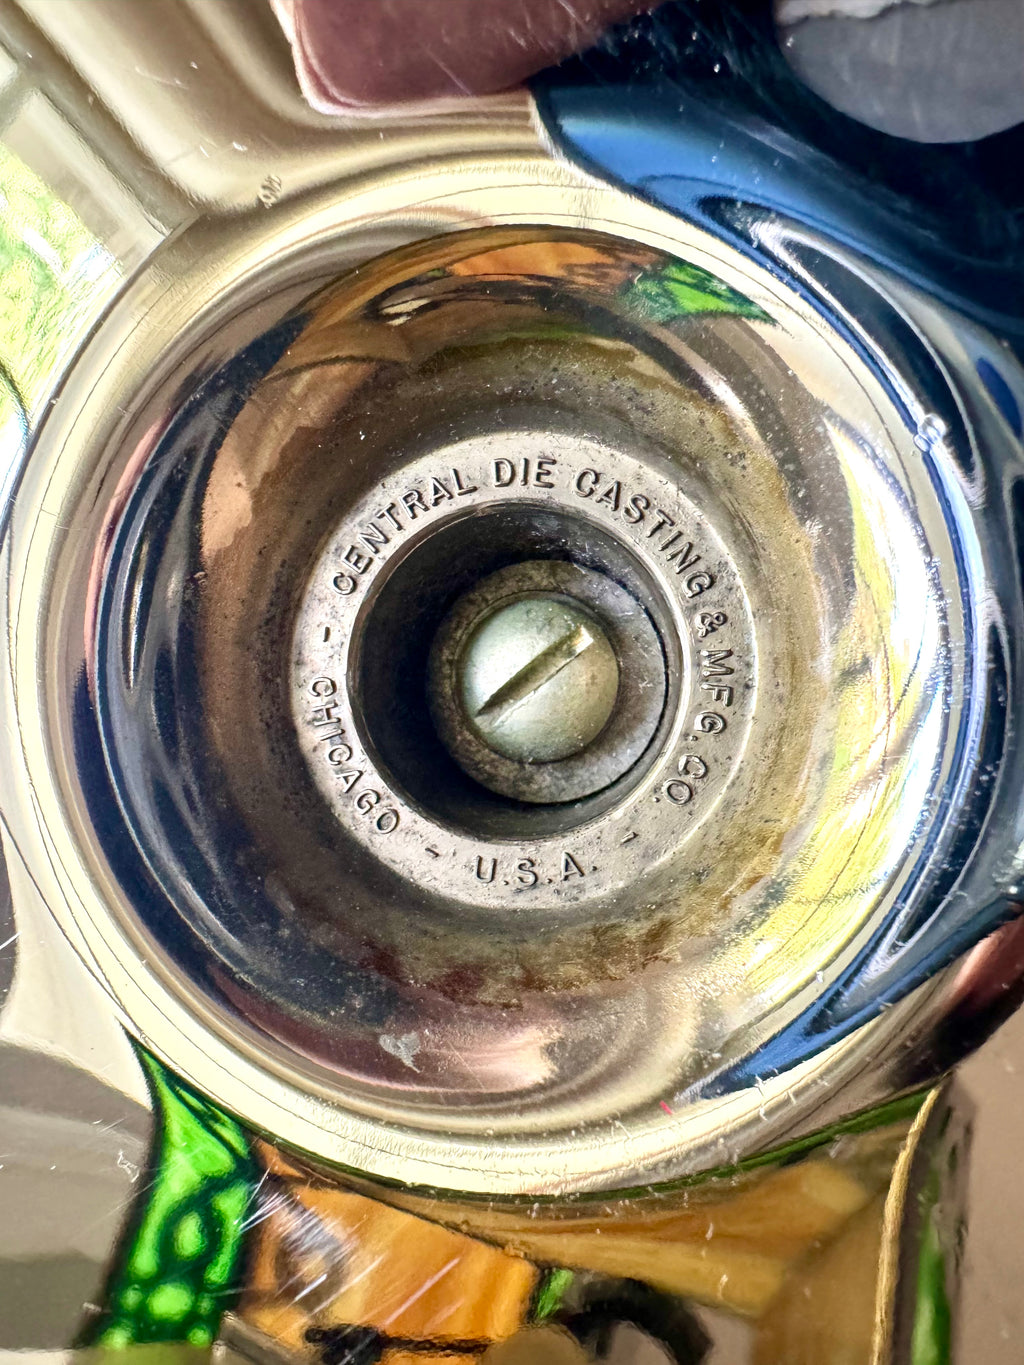 CENTRAL DIE CASTING & MFG. CO.
- U.S.A. -
CHICAGO -